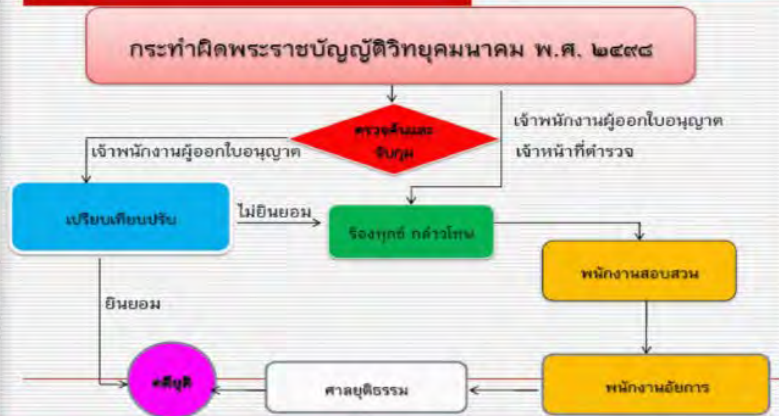 กระทำผิดพระราชบัญญัติวิทยุคมนาคม พ.ศ. ๒๔๙๘
ตรวจค้นและ
จับกุม
เจ้าพนักงานผู้ออกใบอนุญาต
เจ้าหน้าที่ตำรวจ
เจ้าพนักงานผู้ออกใบอนุญาต
เปรียบเทียบปรับ
ไม่ยินยอม
ร้องทุกข์ กล่าวโทษ
พนักงานสอบสวน
ยินยอม
คดียุติ
ศาลยุติธรรม
พนักงานอัยการ